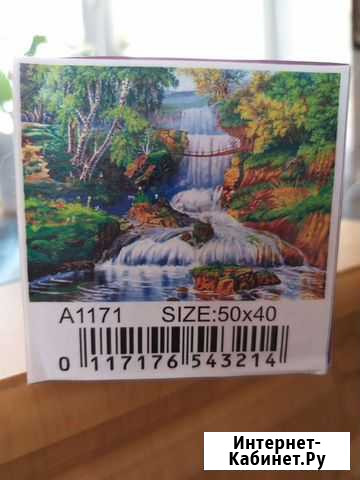 A1171 SIZE:50x40
0 117176 543214
Интернет-
Кабинет.Ру